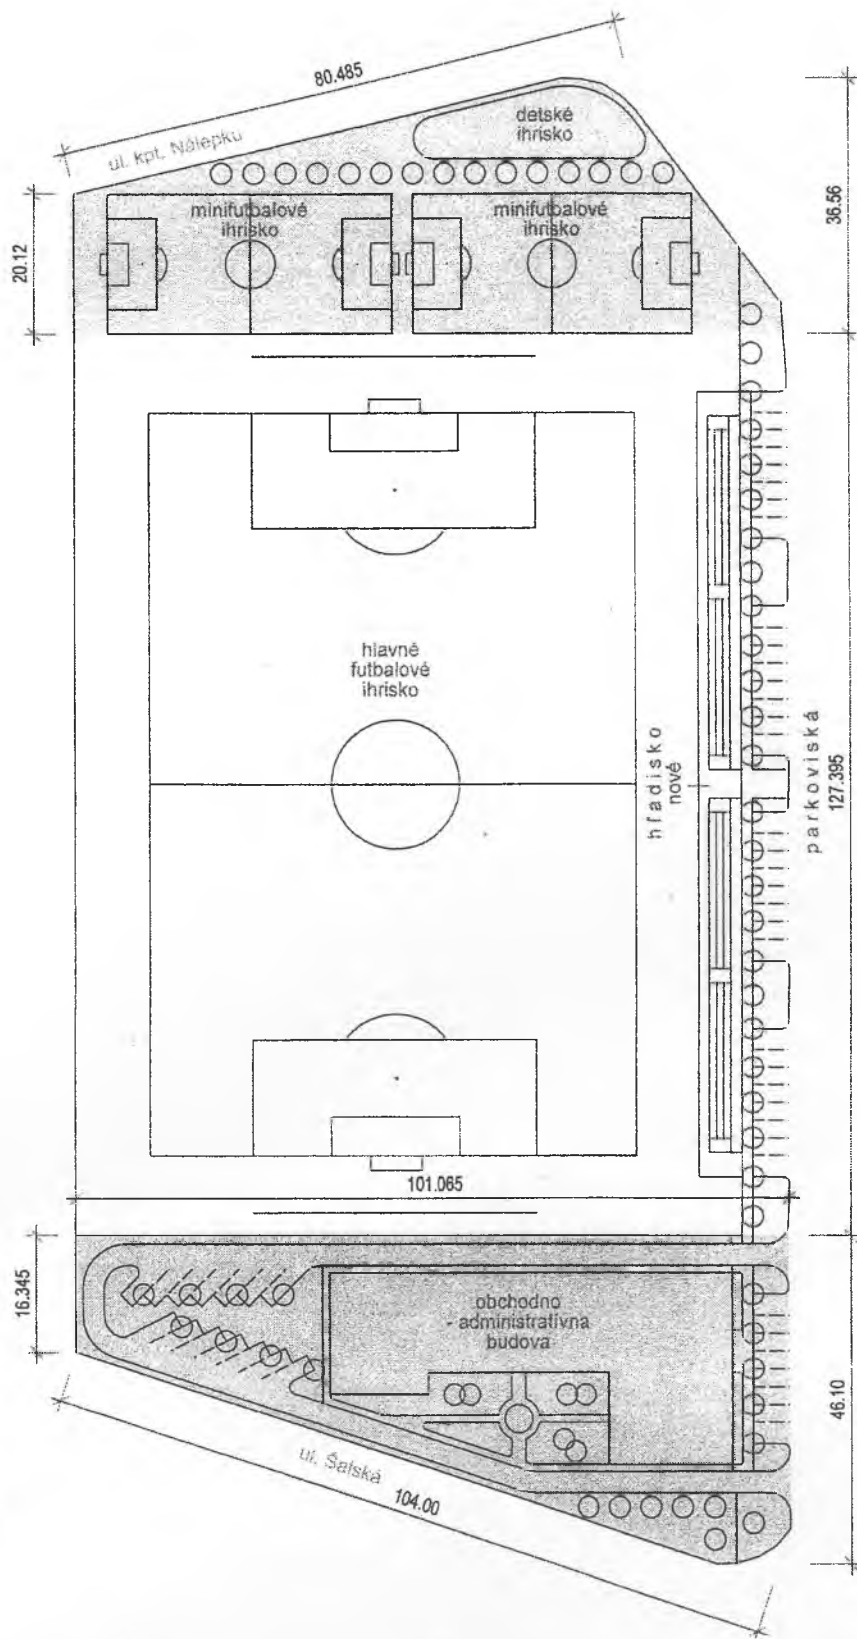 80.485
ul. kpt. Nálepku
detské
ihrisko
36.56
20.12
minifutbalové
ihrisko
minifutbalové
ihrisko
hlavné
futbalové
ihrisko
hľadisko
nové
parkoviská
127.395
101.065
16.345
obchodno
- administratívna
budova
46.10
ul. Šafská
104.00